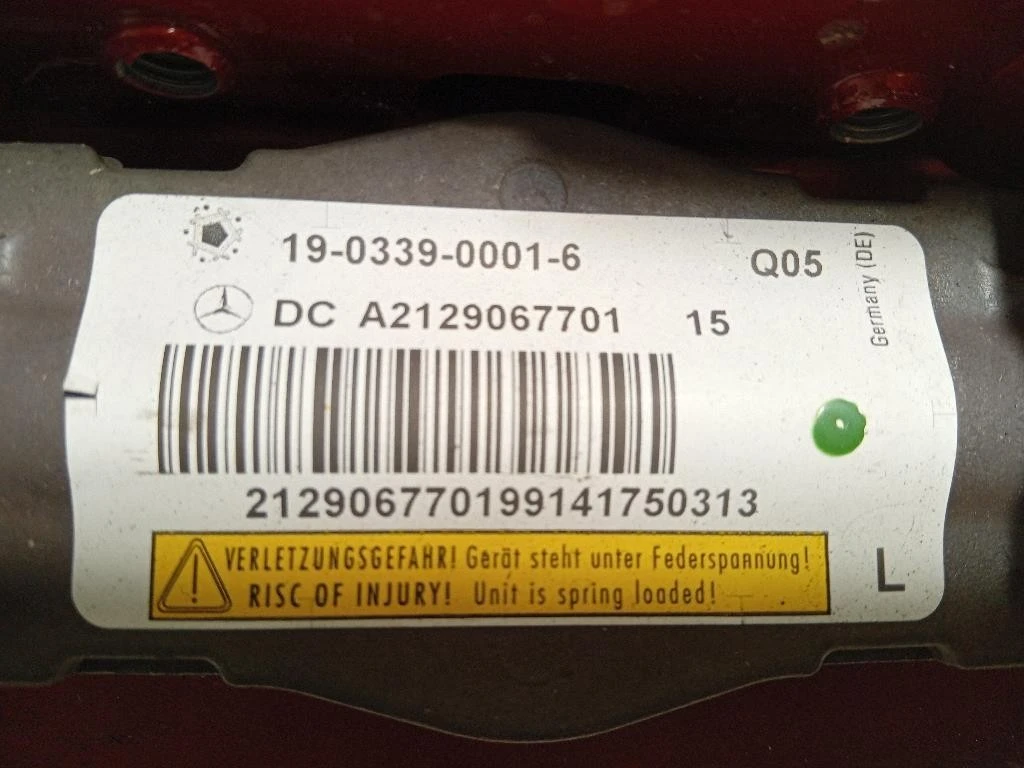 19-0339-0001-6 Q05
Germany (DE)
DC A2129067701 15
212906770199141750313
VERLETZUNGSGEFAHR! Gerät steht unter Federspannung!
RISC OF INJURY! Unit is spring loaded!
L